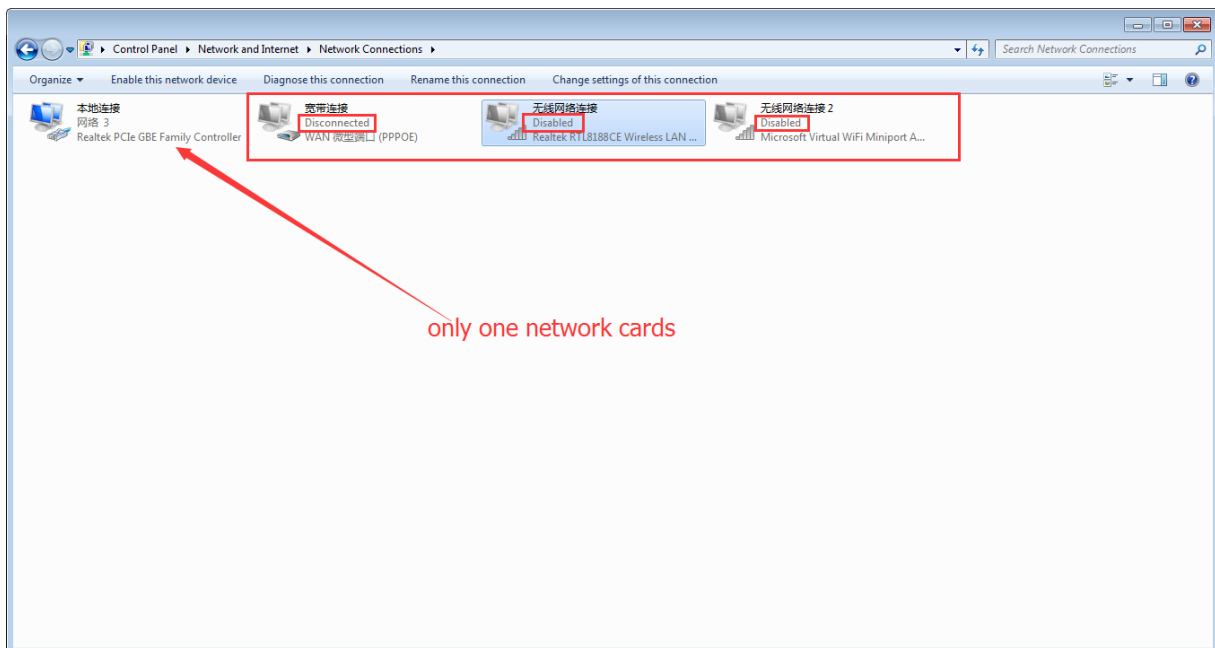 Control Panel ▸ Network and Internet ▸ Network Connections ▸
Search Network Connections
Organize ▾ Enable this network device Diagnose this connection Rename this connection Change settings of this connection
本地连接
网络 3
Realtek PCIe GBE Family Controller
宽带连接
Disconnected
WAN 微型端口 (PPPOE)
无线网络连接
Disabled
Realtek RTL8188CE Wireless LAN ...
无线网络连接 2
Disabled
Microsoft Virtual WiFi Miniport A...
only one network cards